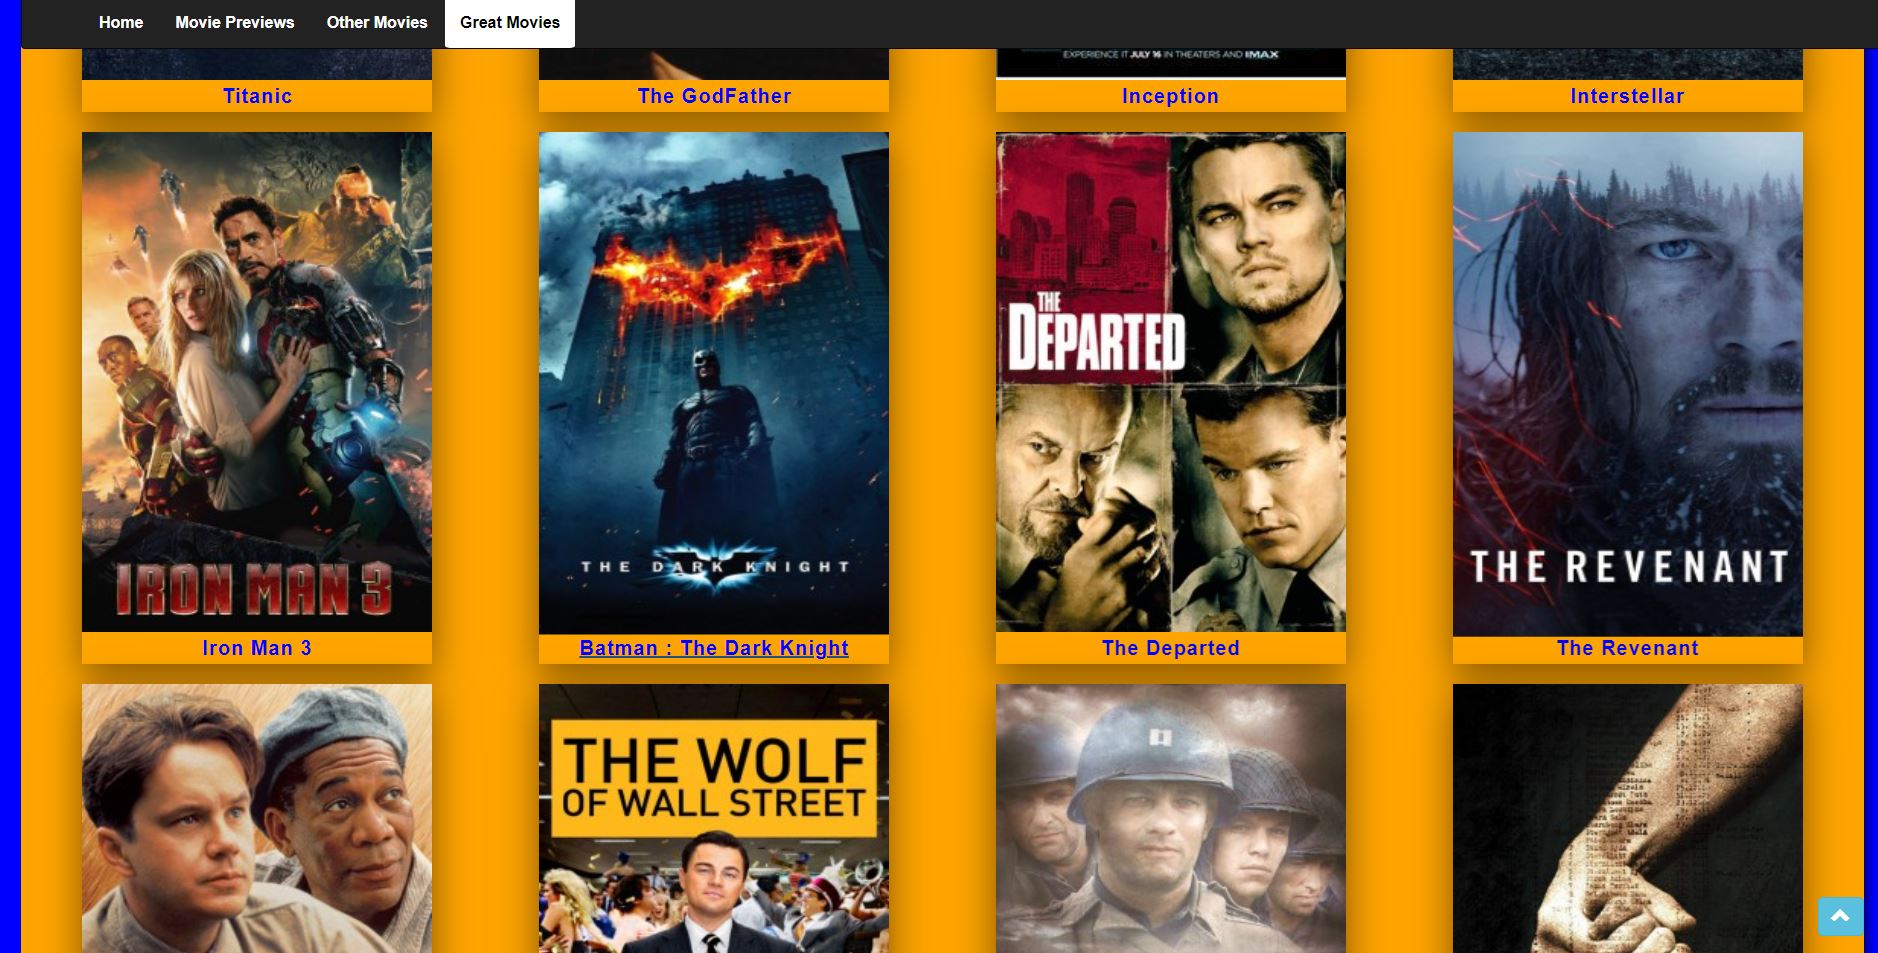 Home Movie Previews Other Movies Great Movies
EXPERIENCE IT JULY 16 IN THEATERS AND IMAX
Titanic The GodFather Inception Interstellar
IRON MAN 3
THE DARK KNIGHT
THE
DEPARTED
THE REVENANT
Iron Man 3 Batman : The Dark Knight The Departed The Revenant
THE WOLF
OF WALL STREET